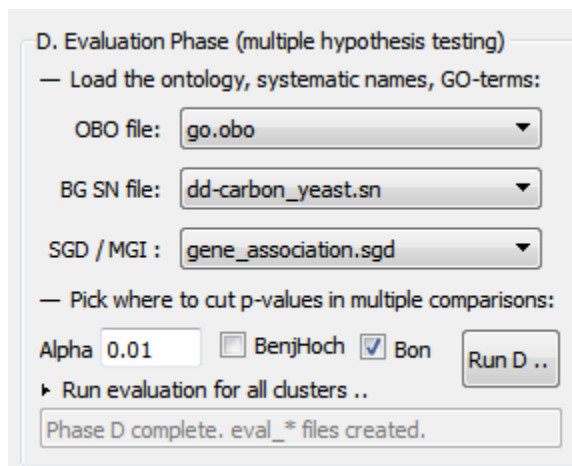 D. Evaluation Phase (multiple hypothesis testing)
— Load the ontology, systematic names, GO-terms:
OBO file: go.obo
BG SN file: dd-carbon_yeast.sn
SGD / MGI : gene_association.sgd
— Pick where to cut p-values in multiple comparisons:
Alpha 0.01 BenjHoch Bon Run D ..
Run evaluation for all clusters ..
Phase D complete. eval_* files created.